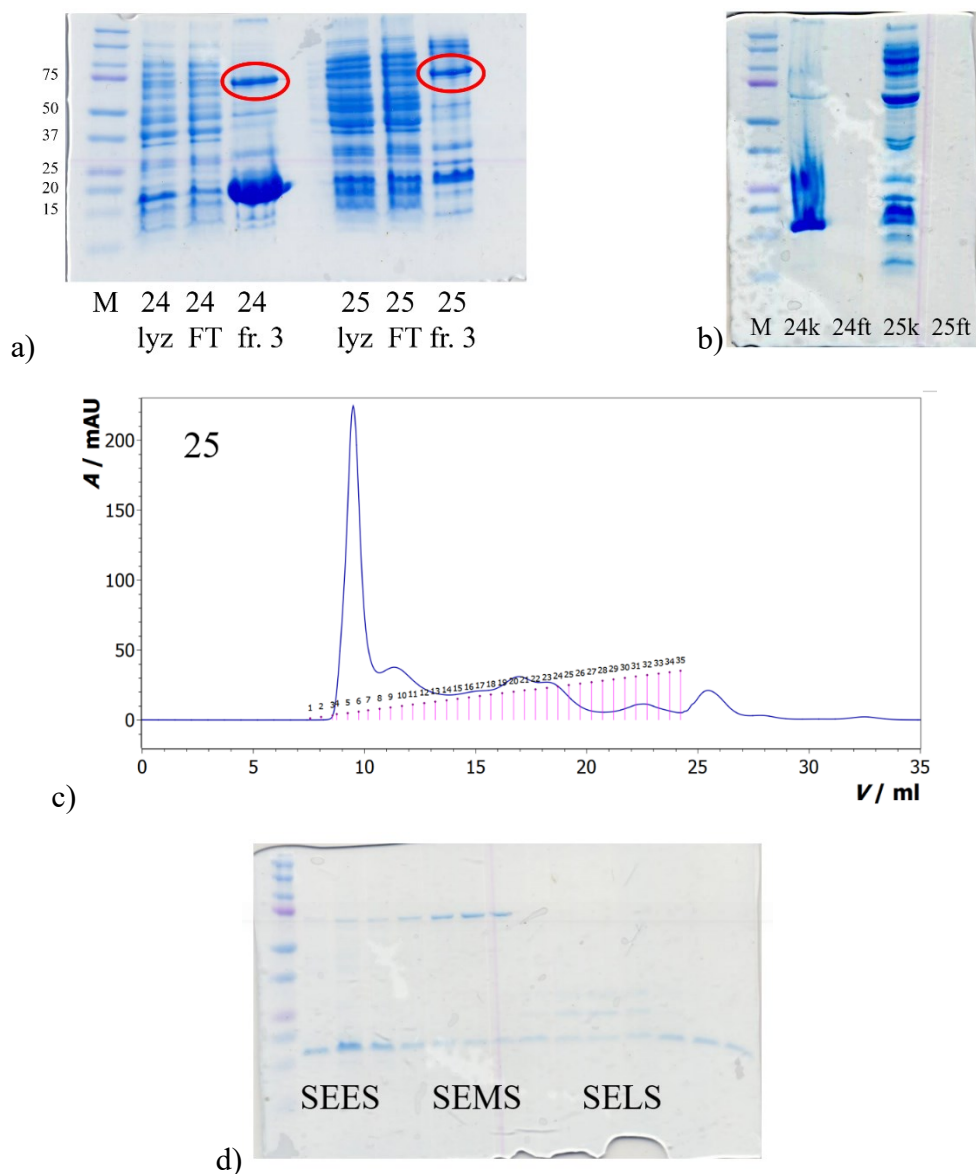 75
50
37
25
20
15
M 24 24 24 25 25 25
lyz FT fr. 3 lyz FT fr. 3
a)
M 24k 24ft 25k 25ft
b)
A / mAU
25
200
150
100
50
0
1 2 34 5 6 7 8 9 10 11 12 13 14 15 16 17 18 19 20 21 22 23 24 25 26 27 28 29 30 31 32 33 34 35
0 5 10 15 20 25 30 35
V / ml
c)
SEES SEMS SELS
d)